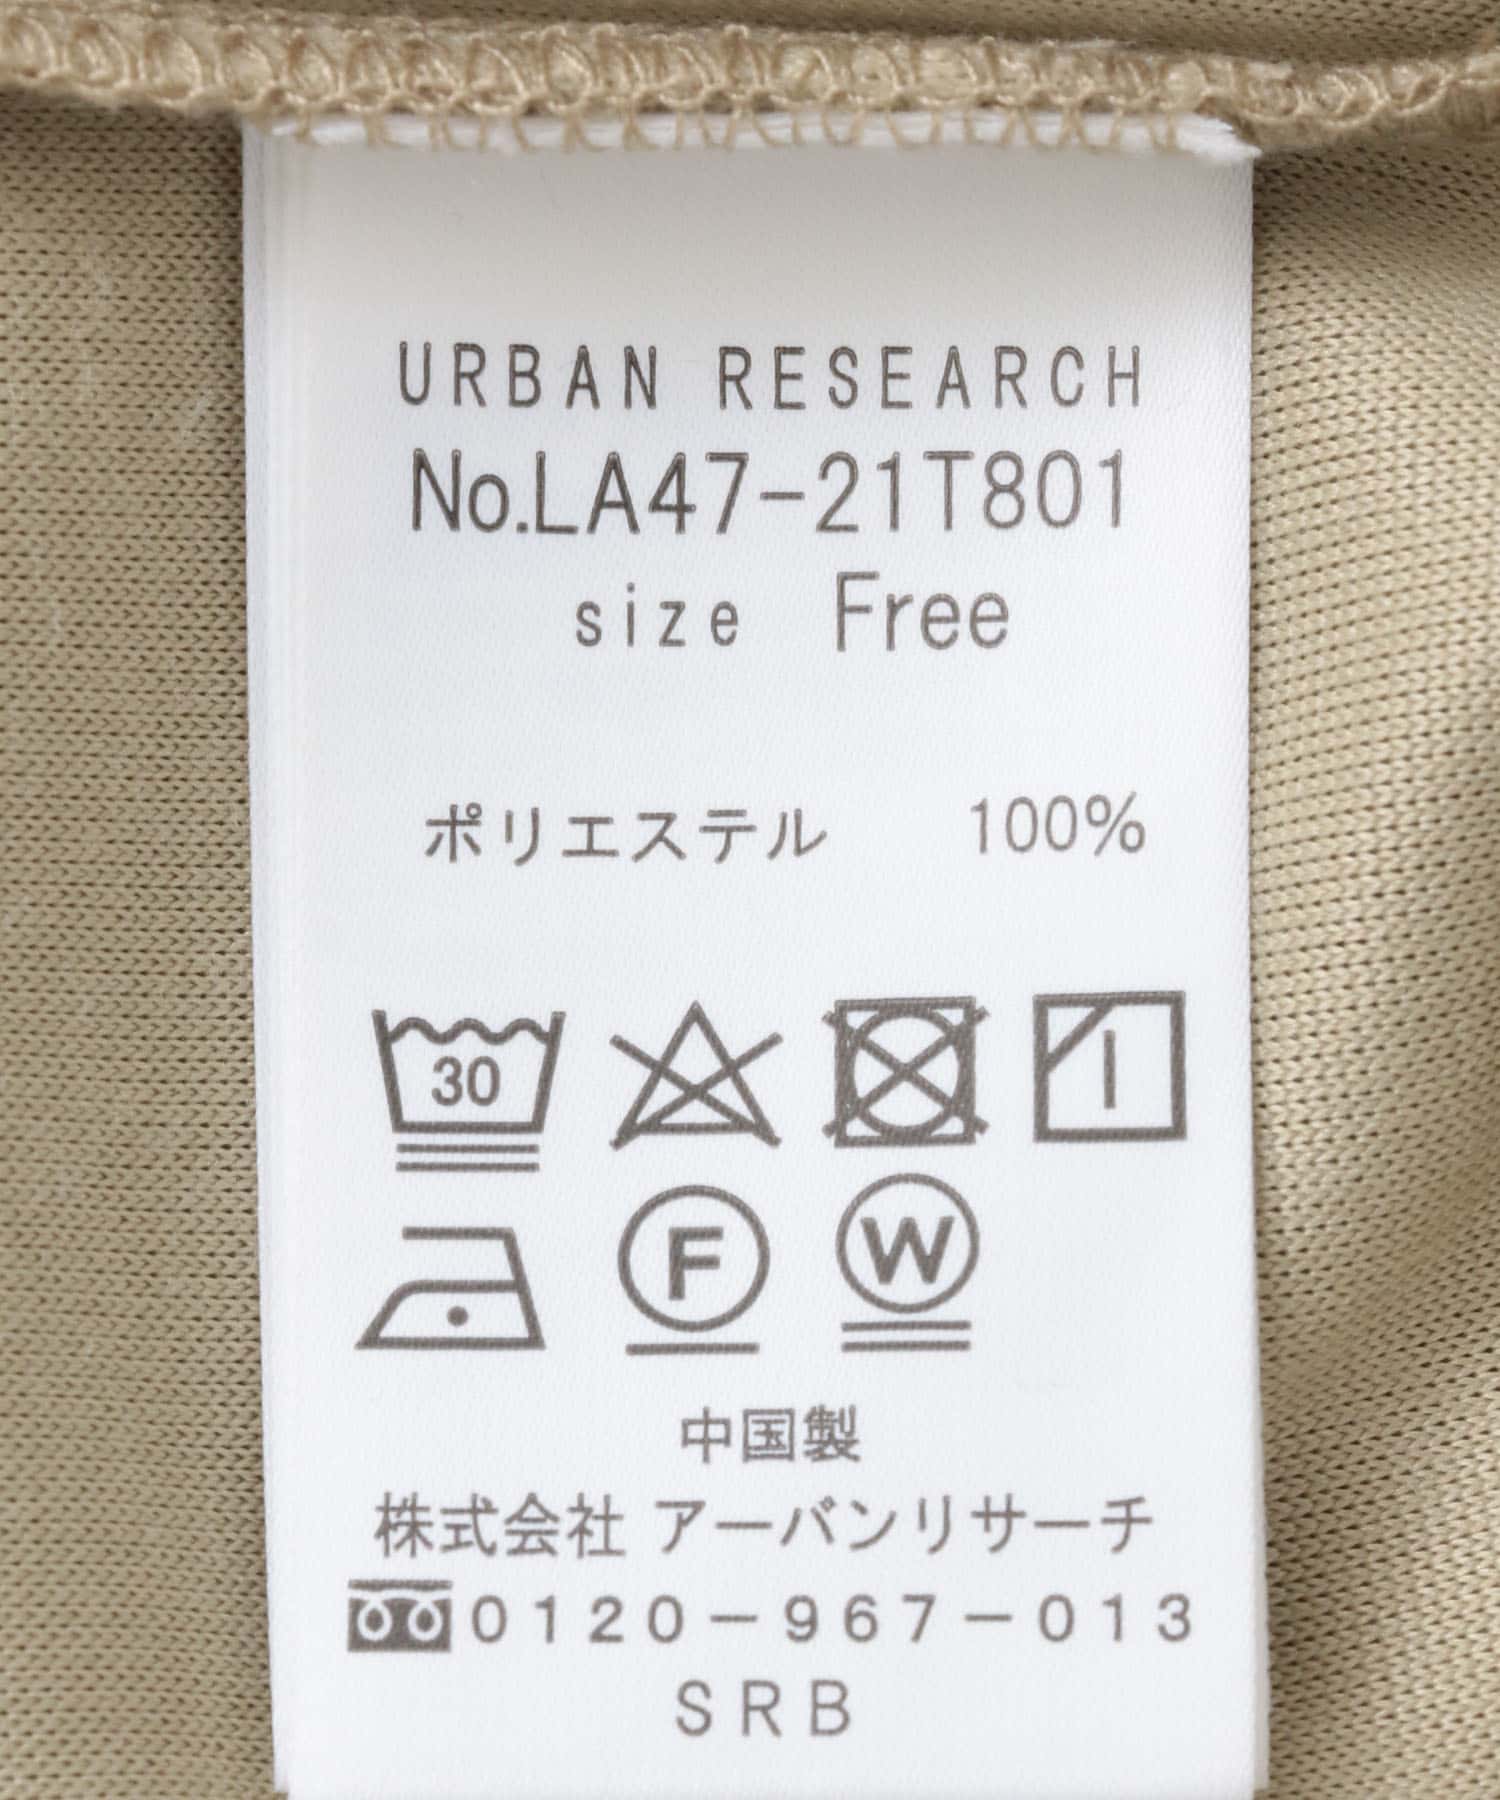 URBAN RESEARCH
No.LA47-21T801
size Free
ポリエステル 100%
30
F W
中国製
株式会社 アーバンリサーチ
0120-967-013
SRB